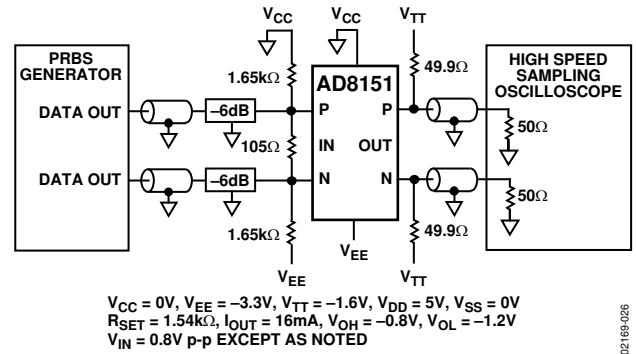 VCC VCC VTT
PRBS
GENERATOR
1.65kΩ
49.9Ω
HIGH SPEED
SAMPLING
OSCILLOSCOPE
AD8151
DATA OUT –6dB P P
105Ω IN OUT 50Ω
DATA OUT –6dB N N
50Ω
1.65kΩ
VEE
49.9Ω
VEE VTT
VCC = 0V, VEE = –3.3V, VTT = –1.6V, VDD = 5V, VSS = 0V
RSET = 1.54kΩ, IOUT = 16mA, VOH = –0.8V, VOL = –1.2V
VIN = 0.8V p-p EXCEPT AS NOTED
02169-026